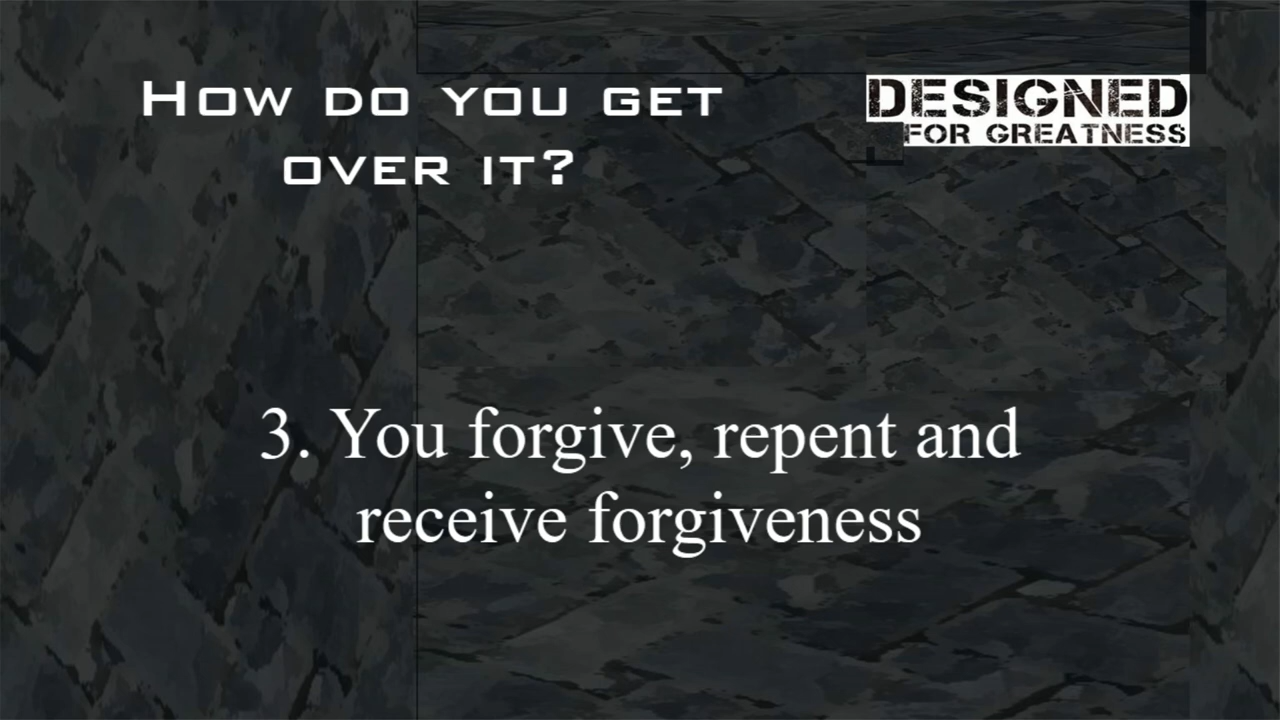 How do you get
over it?
DESIGNED
FOR GREATNESS
3. You forgive, repent and
receive forgiveness